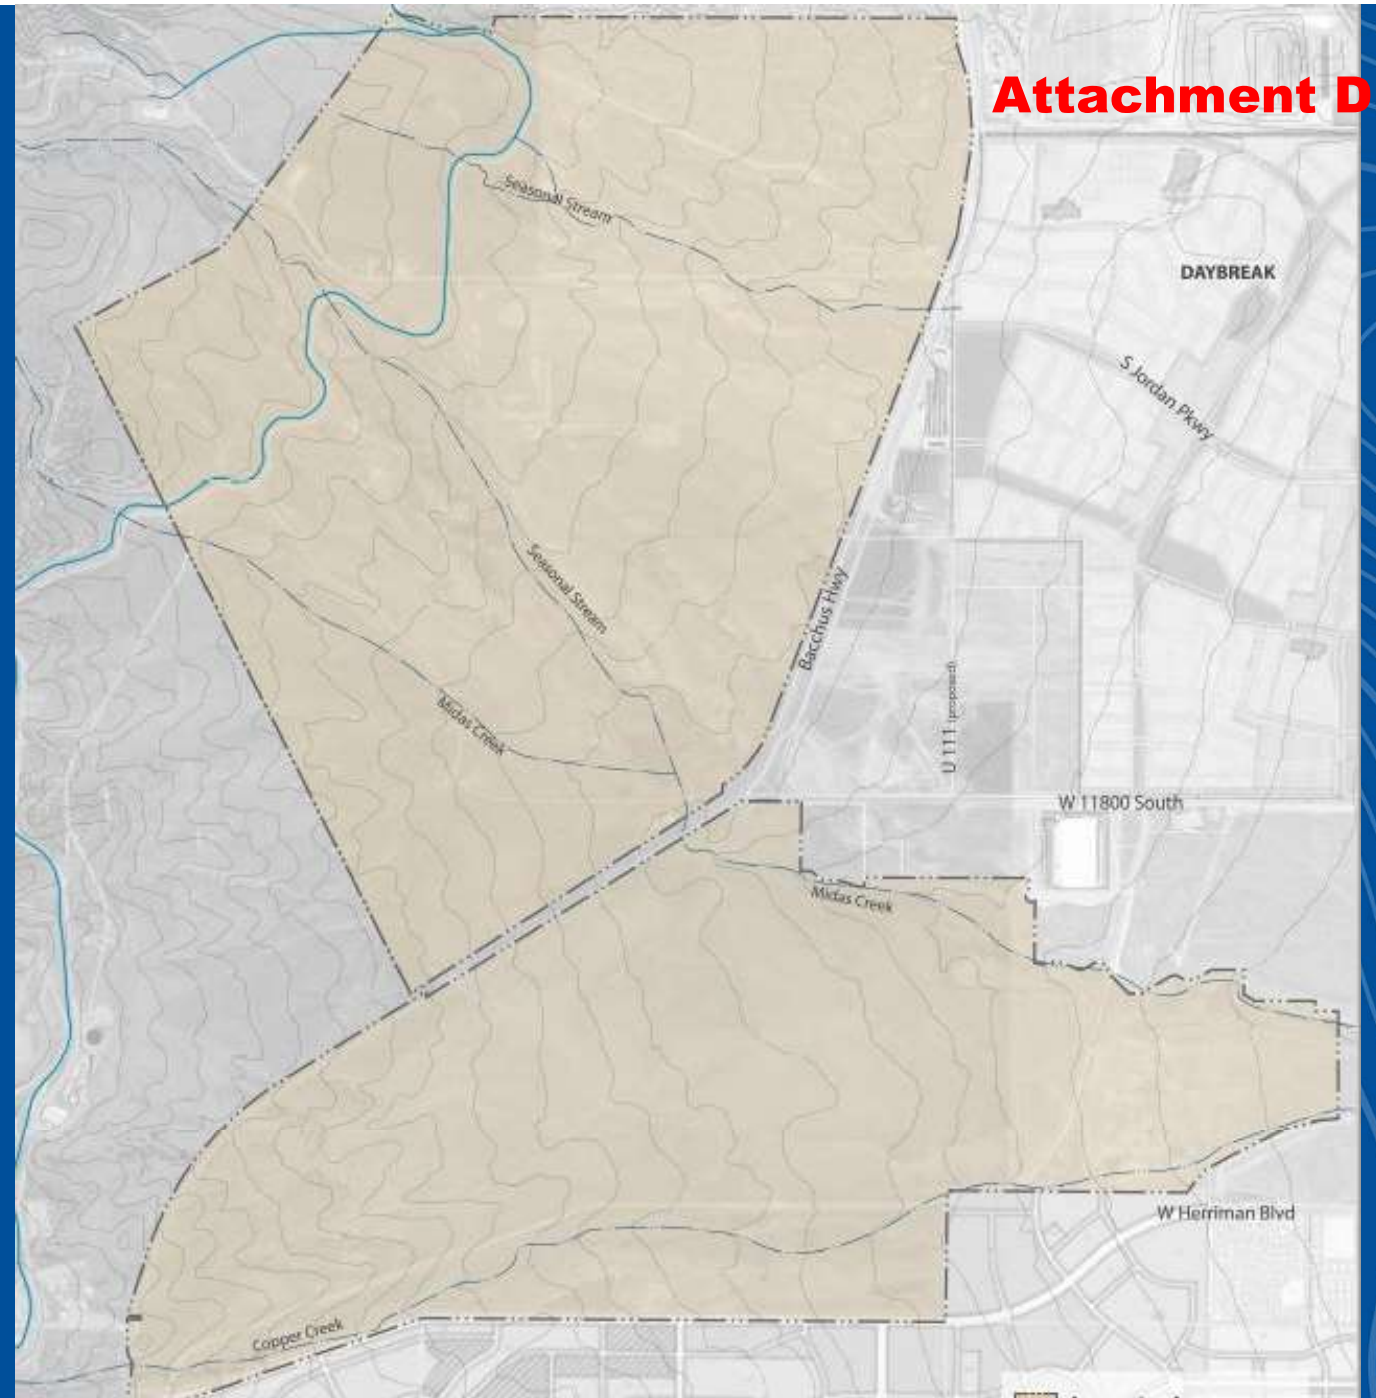 Attachment D
Seasonal Stream
DAYBREAK
S Jordan Pkwy
Seasonal Stream
Bacchus Hwy
Midas Creek
U 111 (proposed)
W 11800 South
Midas Creek
W Herriman Blvd
Copper Creek